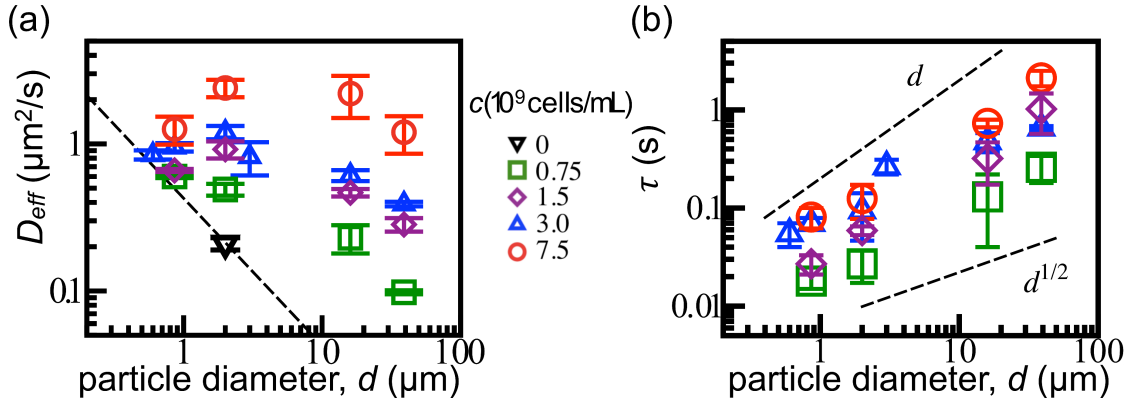 (a)
D_eff (μm²/s)
1
0.1
1
10
100
particle diameter, d (μm)
c(10⁹cells/mL)
0
0.75
1.5
3.0
7.5
(b)
τ (s)
1
0.1
0.01
d
d^1/2
1
10
100
particle diameter, d (μm)